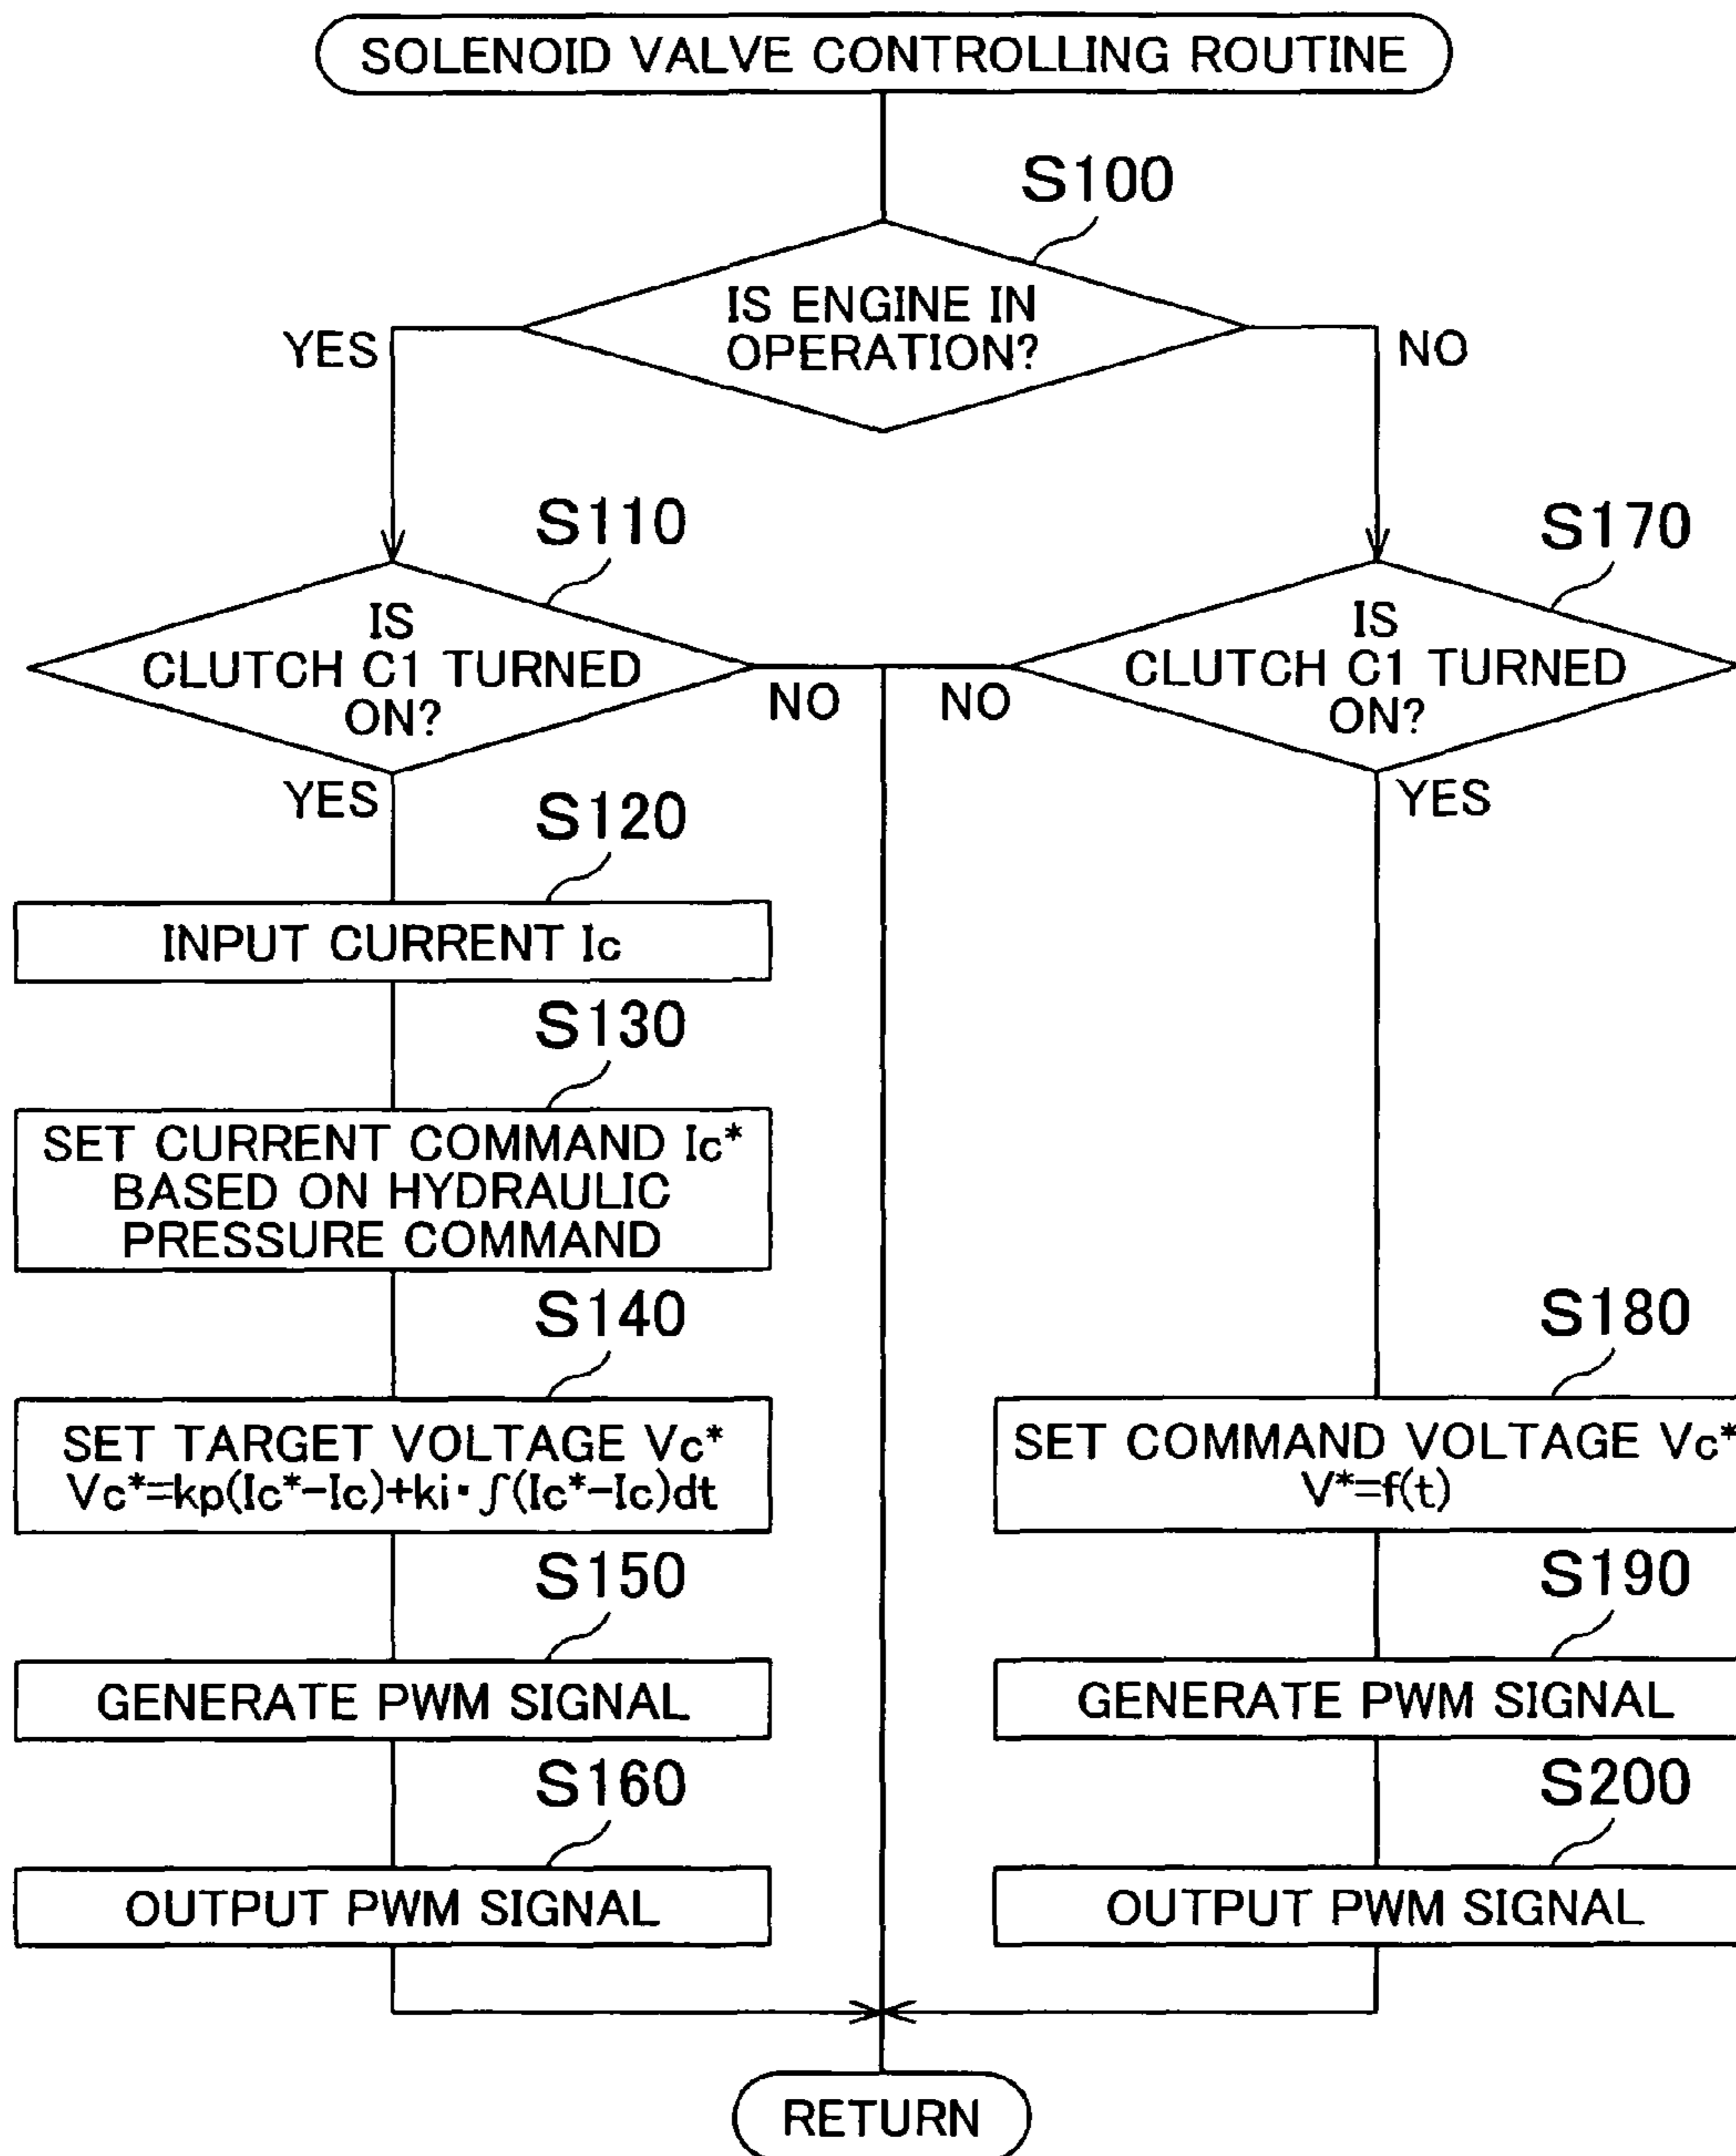 SOLENOID VALVE CONTROLLING ROUTINE
S100
IS ENGINE IN
OPERATION?
YES
NO
S110
IS
CLUTCH C1 TURNED
ON?
NO
YES
S170
IS
CLUTCH C1 TURNED
ON?
NO
YES
S120
INPUT CURRENT Ic
S130
SET CURRENT COMMAND Ic*
BASED ON HYDRAULIC
PRESSURE COMMAND
S140
SET TARGET VOLTAGE Vc*
Vc*=kp(Ic*-Ic)+ki・∫(Ic*-Ic)dt
S150
GENERATE PWM SIGNAL
S160
OUTPUT PWM SIGNAL
S180
SET COMMAND VOLTAGE Vc*
V*=f(t)
S190
GENERATE PWM SIGNAL
S200
OUTPUT PWM SIGNAL
RETURN